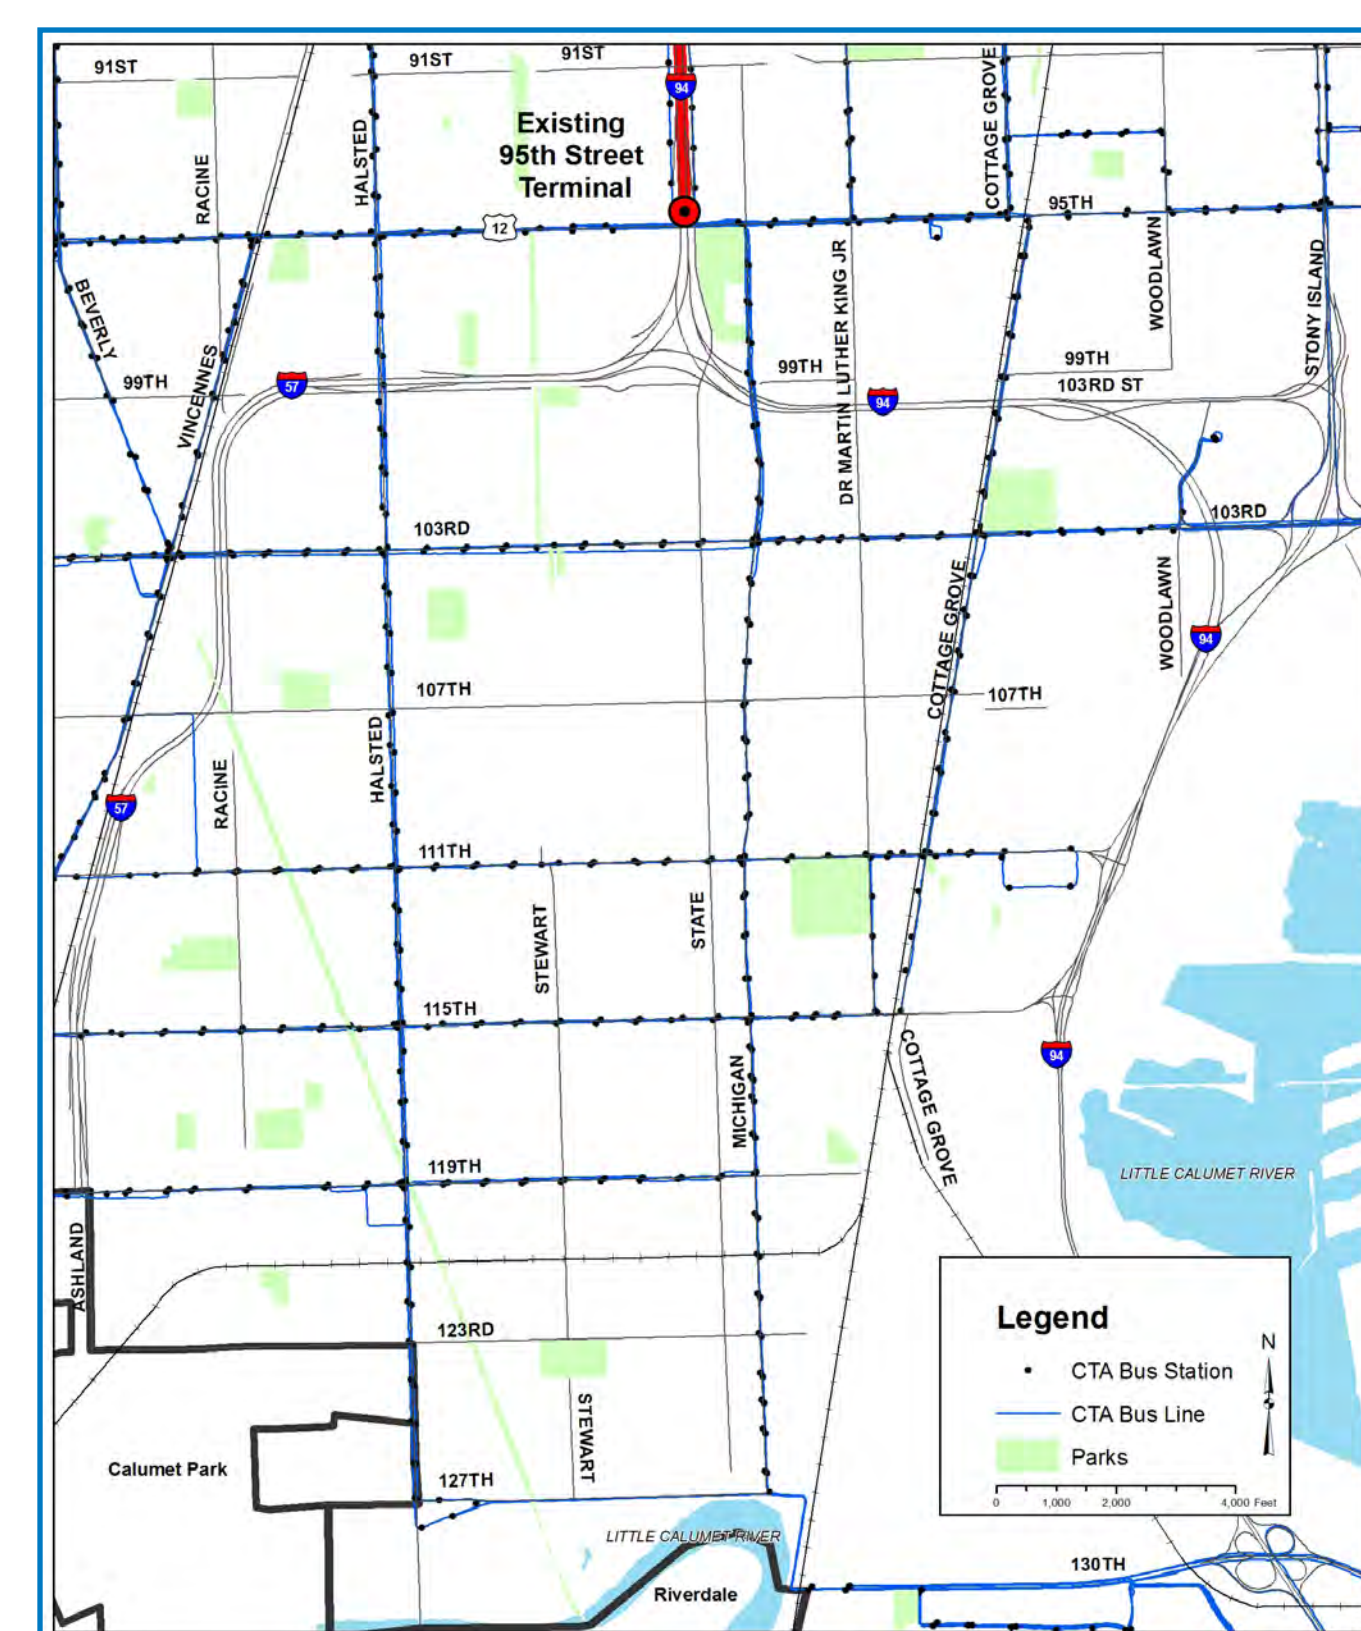 91ST
91ST
91ST
94
COTTAGE GROVE
Existing
95th Street
Terminal
HALSTED
RACINE
12
95TH
WOODLAWN
DR MARTIN LUTHER KING JR
STONY ISLAND
BEVERLY
VINCENNES
99TH
57
99TH
99TH
103RD ST
94
103RD
103RD
COTTAGE GROVE
WOODLAWN
94
107TH
107TH
HALSTED
RACINE
57
111TH
STEWART
STATE
115TH
94
COTTAGE GROVE
MICHIGAN
119TH
LITTLE CALUMET RIVER
ASHLAND
123RD
STEWART
Calumet Park
127TH
LITTLE CALUMET RIVER
Riverdale
130TH
Legend
N
CTA Bus Station
CTA Bus Line
Parks
0 1,000 2,000 4,000 Feet